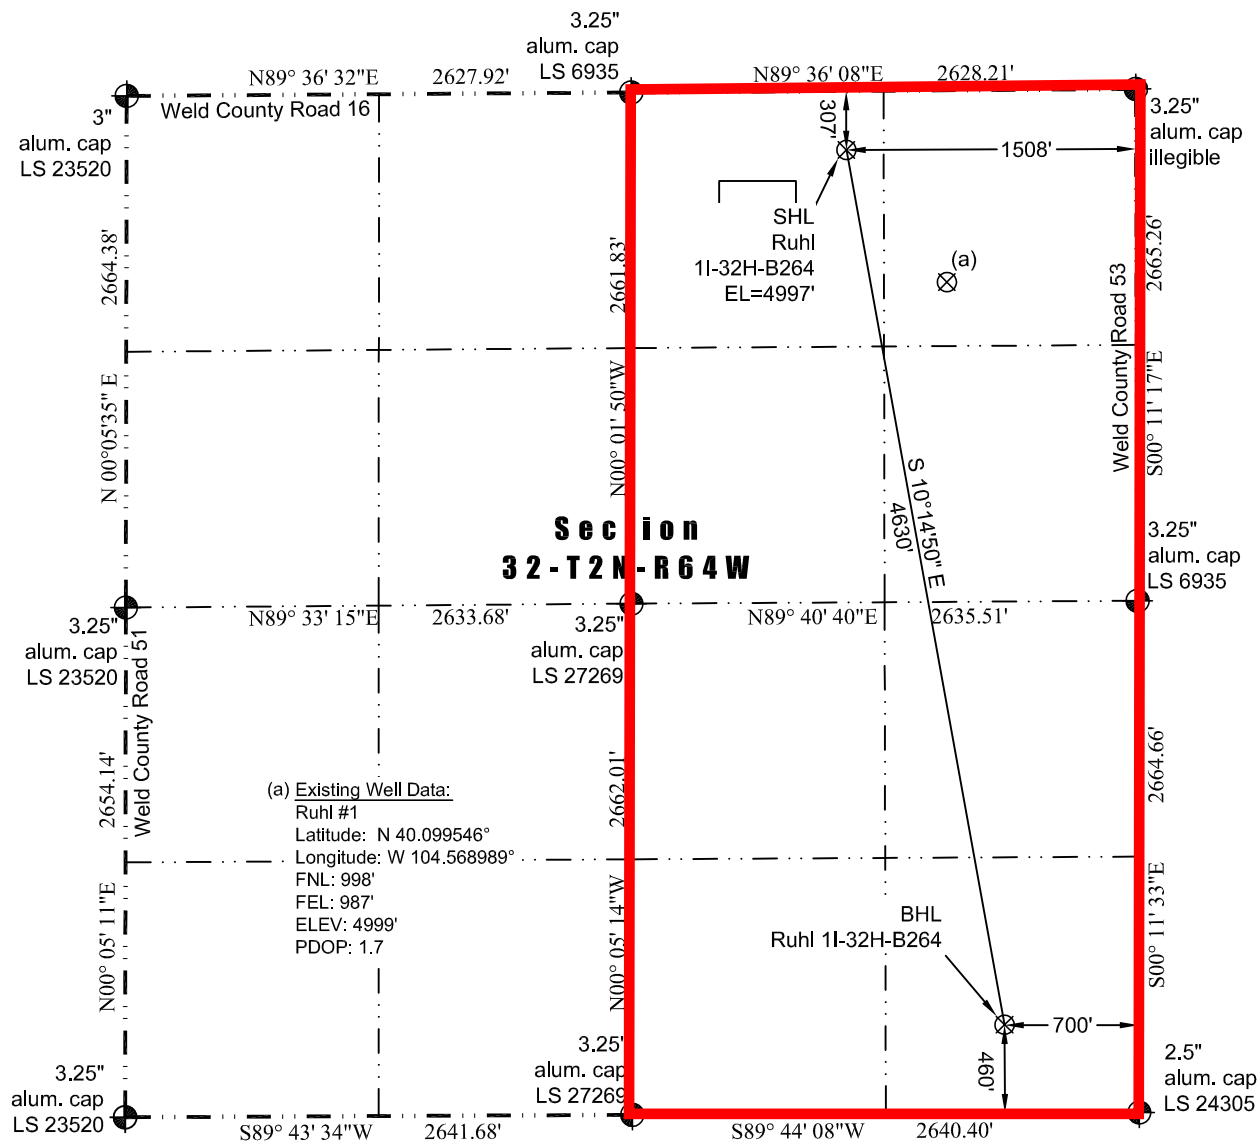 3.25"
alum. cap
LS 6935
N89° 36' 32"E 2627.92'
N89° 36' 08"E 2628.21'
Weld County Road 16
3"
alum. cap
LS 23520
3.25"
alum. cap
illegible
307'
1508'
SHL
Ruhl
1I-32H-B264
EL=4997'
(a)
2664.38'
N 00°05'35" E
2661.83'
N00° 01' 50"W
2665.26'
S00° 11' 17"E
Weld County Road 53
S 10°14'50" E
4630'
Sec ion
32-T2N-R64W
3.25"
alum. cap
LS 6935
N89° 33' 15"E 2633.68'
N89° 40' 40"E 2635.51'
3.25"
alum. cap
LS 23520
3.25"
alum. cap
LS 27269
Weld County Road 51
2654.14'
N00° 05' 11"E
2662.01'
N00° 05' 14"W
2664.66'
S00° 11' 33"E
(a) Existing Well Data:
Ruhl #1
Latitude: N 40.099546°
Longitude: W 104.568989°
FNL: 998'
FEL: 987'
ELEV: 4999'
PDOP: 1.7
BHL
Ruhl 1I-32H-B264
700'
460'
3.25"
alum. cap
LS 23520
3.25'
alum. cap
LS 27269
2.5"
alum. cap
LS 24305
S89° 43' 34"W 2641.68'
S89° 44' 08"W 2640.40'